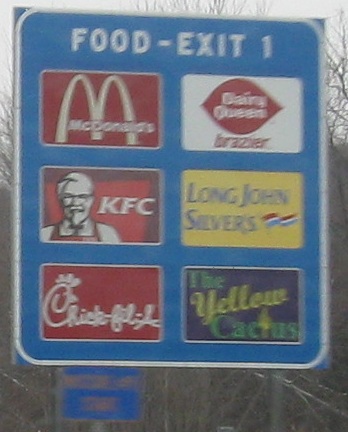 FOOD - EXIT 1
McDonald's
Dairy
Queen
brazier.
KFC
LONG JOHN
SILVER'S
Chick-fil-A
The
Yellow
Cactus